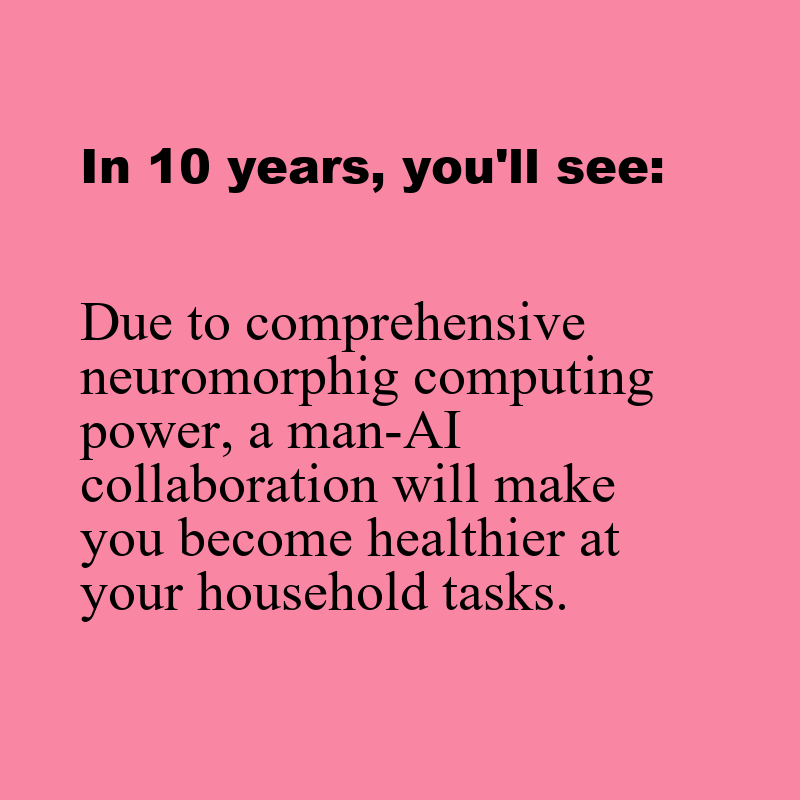 In 10 years, you'll see:
Due to comprehensive
neuromorphig computing
power, a man-AI
collaboration will make
you become healthier at
your household tasks.